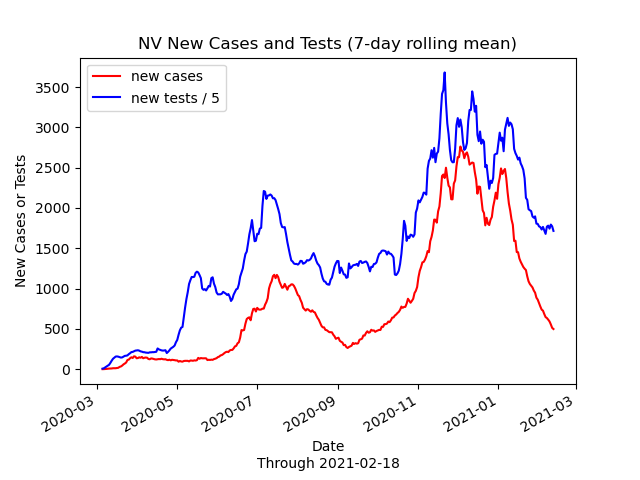 NV New Cases and Tests (7-day rolling mean)
new cases
new tests / 5
New Cases or Tests
3500
3000
2500
2000
1500
1000
500
0
2020-03
2020-05
2020-07
2020-09
2020-11
2021-01
2021-03
Date
Through 2021-02-18